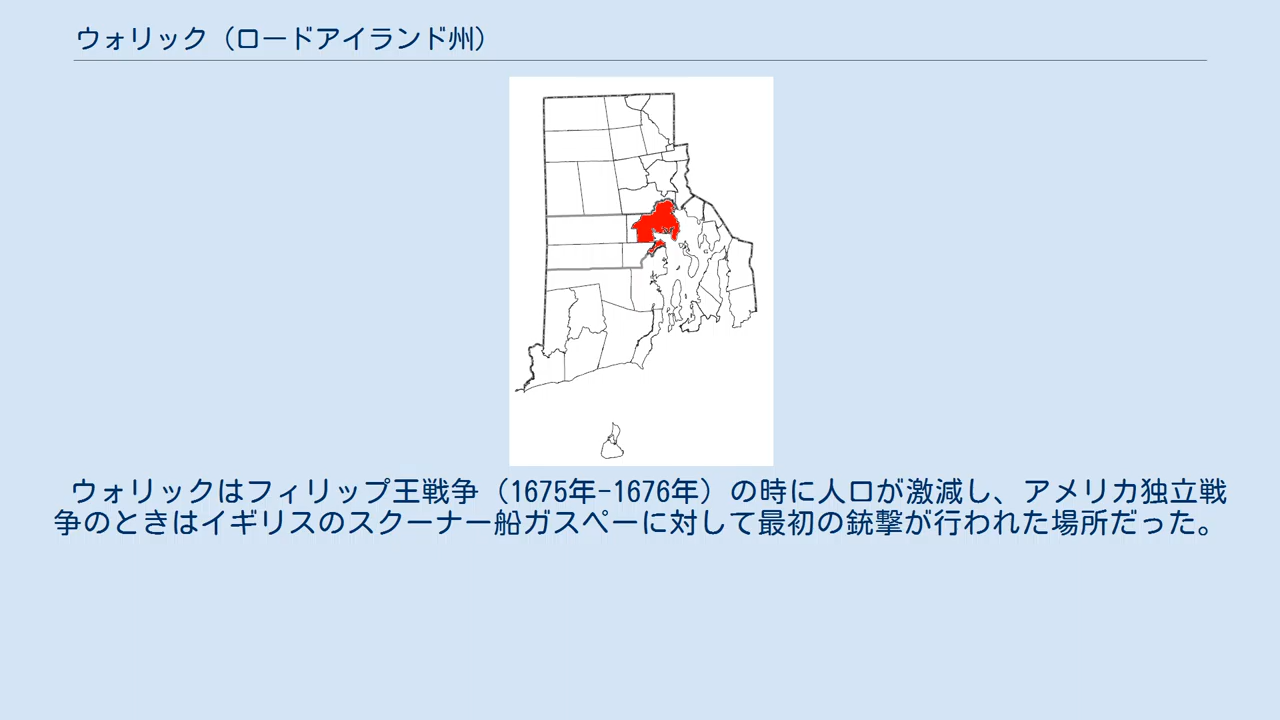 ウォリック（ロードアイランド州）
ウォリックはフィリップ王戦争（1675年-1676年）の時に人口が激減し、アメリカ独立戦
争のときはイギリスのスクーナー船ガスペーに対して最初の銃撃が行われた場所だった。